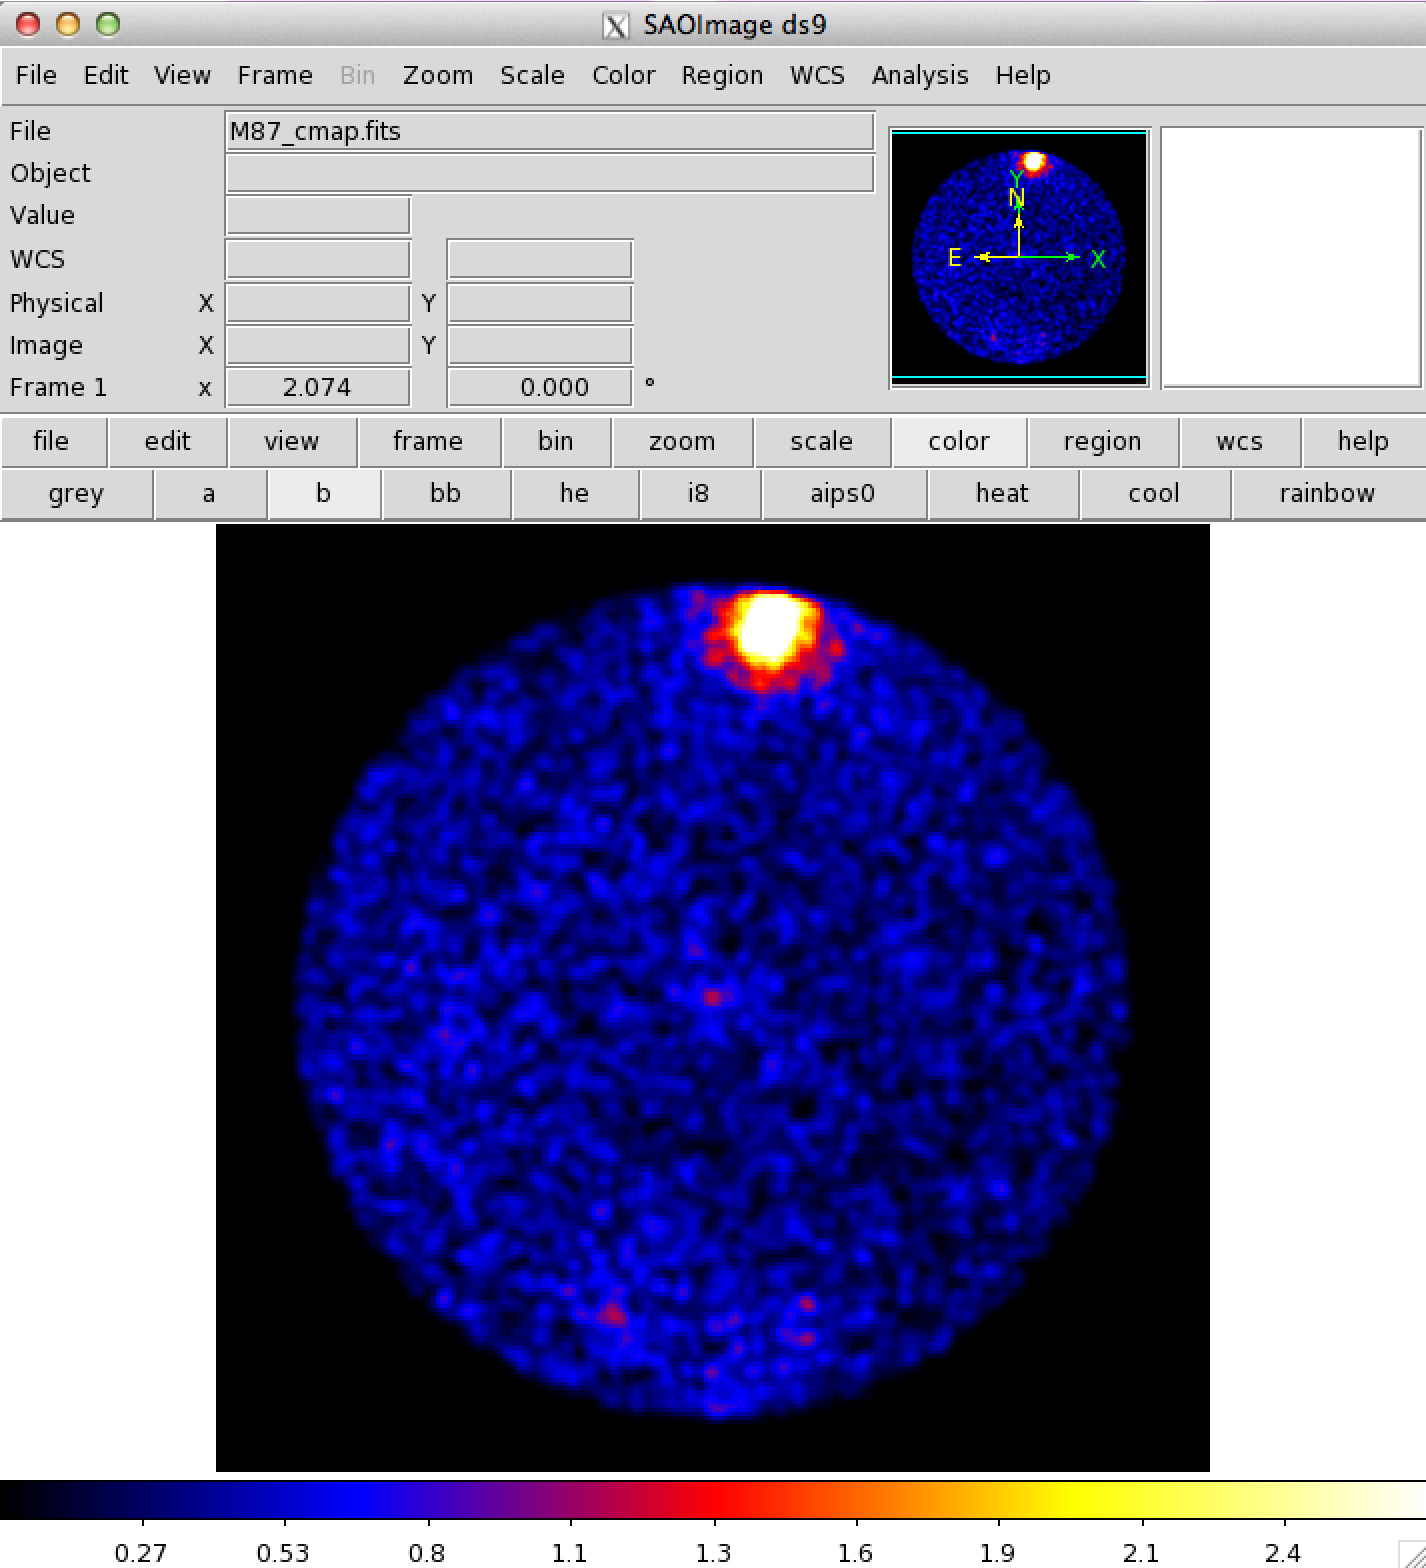 SAOImage ds9
File Edit View Frame Bin Zoom Scale Color Region WCS Analysis Help
File M87_cmap.fits
Object
Value
WCS
Physical X Y
Image X Y
Frame 1 x 2.074 0.000 °
Y
N
E X
file edit view frame bin zoom scale color region wcs help
grey a b bb he i8 aips0 heat cool rainbow
0.27 0.53 0.8 1.1 1.3 1.6 1.9 2.1 2.4